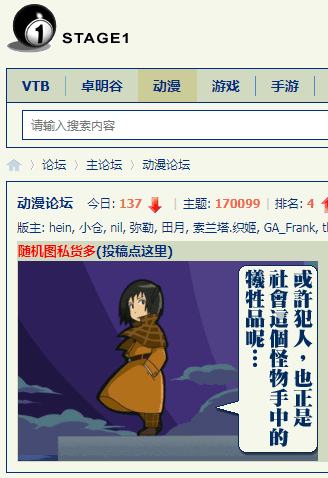 1
STAGE1
VTB 卓明谷 动漫 游戏 手游
请输入搜索内容
论坛 主论坛 动漫论坛
动漫论坛 今日: 137 主题: 170099 排名: 4
版主: hein, 小仓, nil, 弥勒, 田月, 索兰塔.织姬, GA_Frank, th
随机图私货多(投稿点这里)
或許犯人，也正是
社會這個怪物手中的
犧牲品呢…